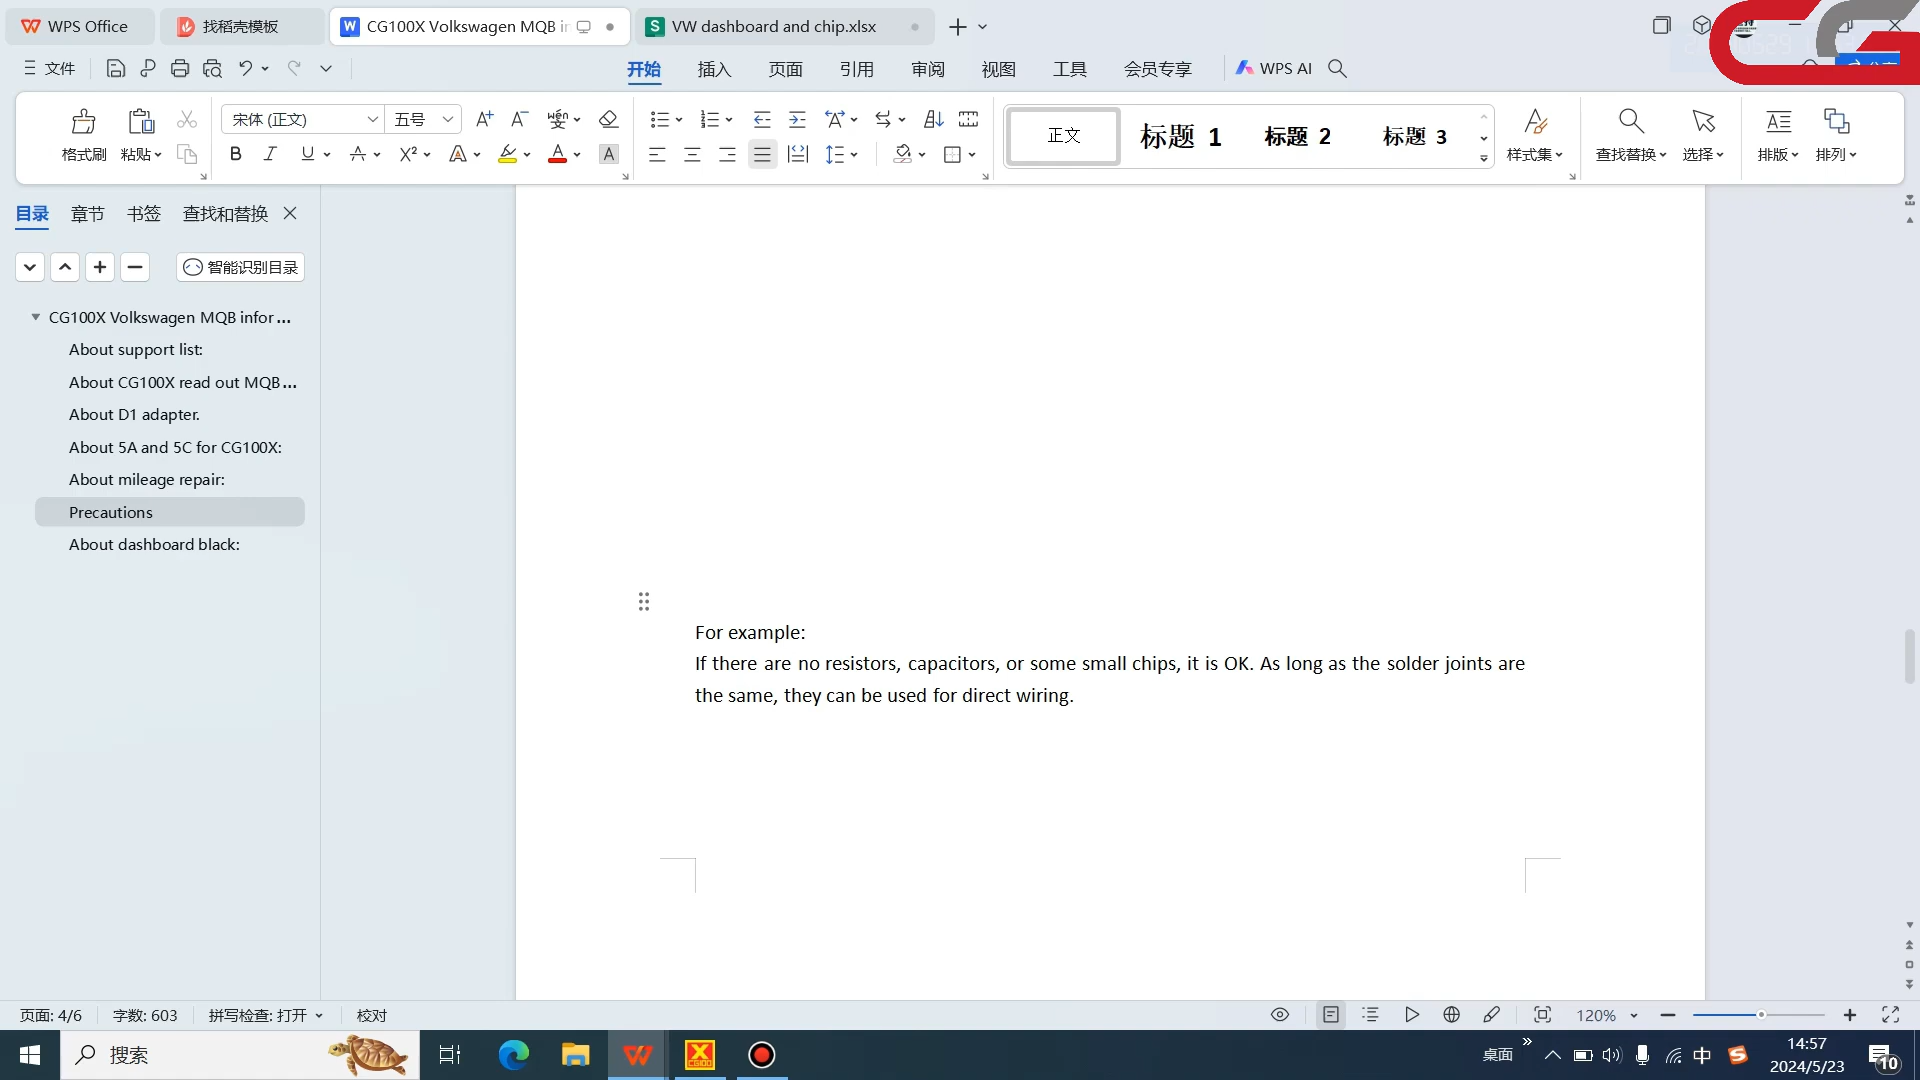 WPS Office
找稻壳模板
CG100X Volkswagen MQB in
VW dashboard and chip.xlsx
文件
开始
插入
页面
引用
审阅
视图
工具
会员专享
WPS AI
格式刷
粘贴
宋体 (正文)
五号
正文
标题 1
标题 2
标题 3
样式集
查找替换
选择
排版
排列
目录
章节
书签
查找和替换
智能识别目录
CG100X Volkswagen MQB infor...
About support list:
About CG100X read out MQB...
About D1 adapter.
About 5A and 5C for CG100X:
About mileage repair:
Precautions
About dashboard black:
For example:
If there are no resistors, capacitors, or some small chips, it is OK. As long as the solder joints are
the same, they can be used for direct wiring.
页面: 4/6
字数: 603
拼写检查: 打开
校对
120%
搜索
桌面
中
14:57
2024/5/23
10